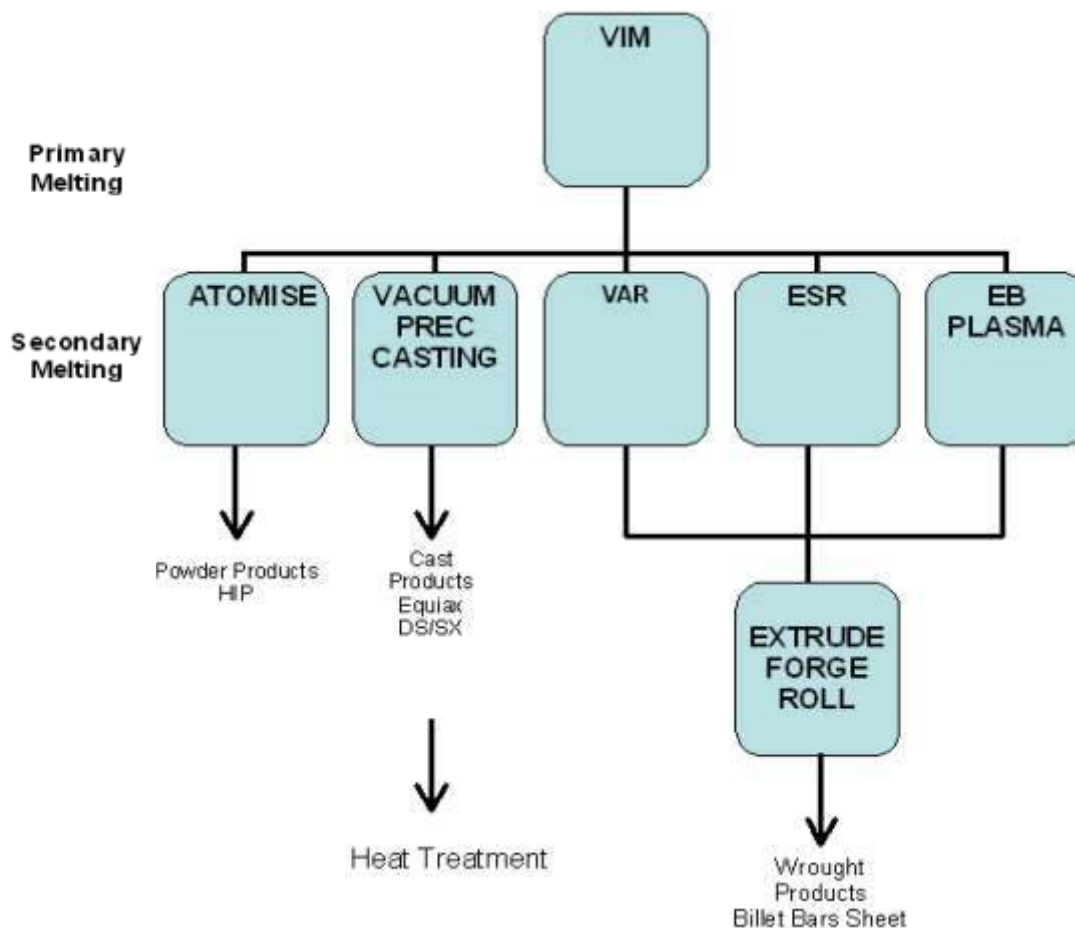 VIM
Primary
Melting
ATOMISE
VACUUM
PREC
CASTING
VAR
ESR
EB
PLASMA
Secondary
Melting
Powder Products
HIP
Cast
Products
Equiax
DS/SX
EXTRUDE
FORGE
ROLL
Heat Treatment
Wrought
Products
Billet Bars Sheet